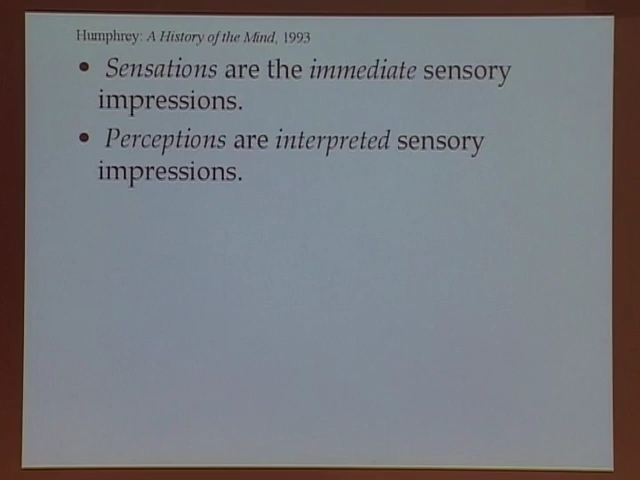 Humphrey: A History of the Mind, 1993
• Sensations are the immediate sensory
impressions.
• Perceptions are interpreted sensory
impressions.